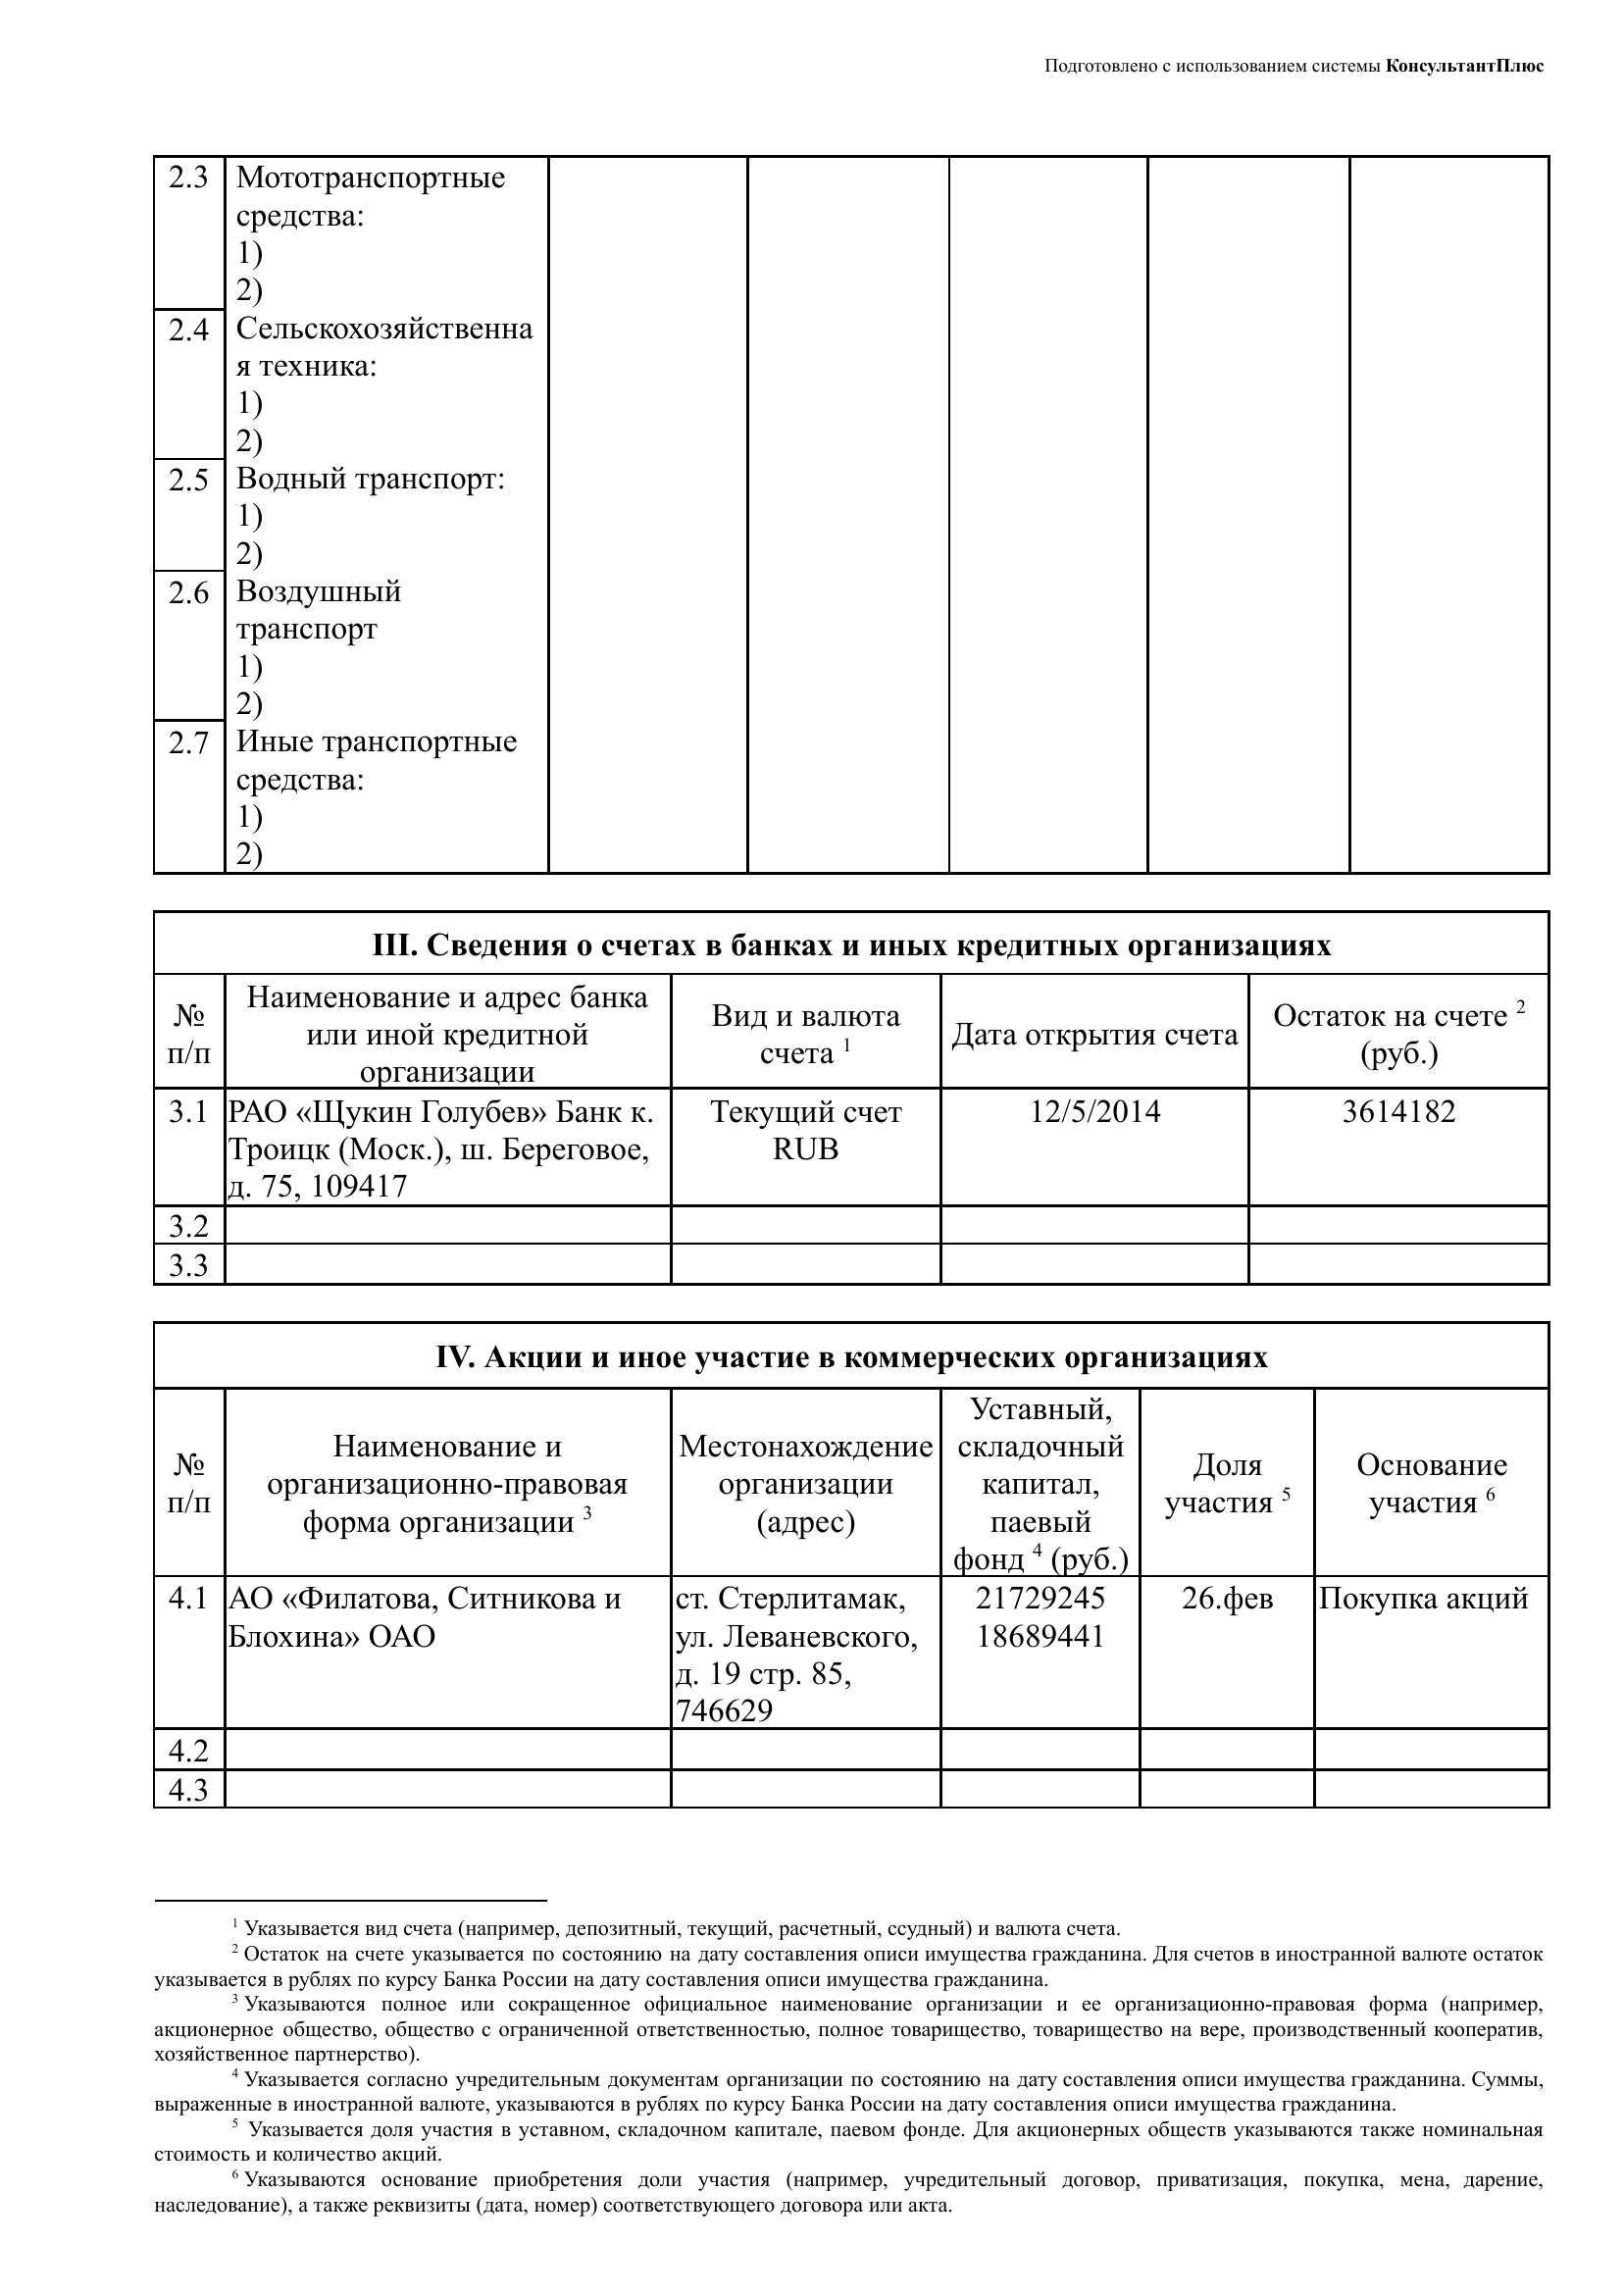 Подготовлено с использованием системы КонсультантПлюс
2.3 Мототранспортные
средства:
1)
2)
2.4 Сельскохозяйственна
я техника:
1)
2)
2.5 Водный транспорт:
1)
2)
2.6 Воздушный
транспорт
1)
2)
2.7 Иные транспортные
средства:
1)
2)
III. Сведения о счетах в банках и иных кредитных организациях
№
п/п
Наименование и адрес банка
или иной кредитной
организации
Вид и валюта
счета 1
Дата открытия счета
Остаток на счете 2
(руб.)
3.1
РАО «Щукин Голубев» Банк к.
Троицк (Моск.), ш. Береговое,
д. 75, 109417
Текущий счет
RUB
12/5/2014
3614182
3.2
3.3
IV. Акции и иное участие в коммерческих организациях
№
п/п
Наименование и
организационно-правовая
форма организации 3
Местонахождение
организации
(адрес)
Уставный,
складочный
капитал,
паевый
фонд 4 (руб.)
Доля
участия 5
Основание
участия 6
4.1
АО «Филатова, Ситникова и
Блохина» ОАО
ст. Стерлитамак,
ул. Леваневского,
д. 19 стр. 85,
746629
21729245
18689441
26.фев
Покупка акций
4.2
4.3
1 Указывается вид счета (например, депозитный, текущий, расчетный, ссудный) и валюта счета.
2 Остаток на счете указывается по состоянию на дату составления описи имущества гражданина. Для счетов в иностранной валюте остаток
указывается в рублях по курсу Банка России на дату составления описи имущества гражданина.
3 Указываются полное или сокращенное официальное наименование организации и ее организационно-правовая форма (например,
акционерное общество, общество с ограниченной ответственностью, полное товарищество, товарищество на вере, производственный кооператив,
хозяйственное партнерство).
4 Указывается согласно учредительным документам организации по состоянию на дату составления описи имущества гражданина. Суммы,
выраженные в иностранной валюте, указываются в рублях по курсу Банка России на дату составления описи имущества гражданина.
5 Указывается доля участия в уставном, складочном капитале, паевом фонде. Для акционерных обществ указываются также номинальная
стоимость и количество акций.
6 Указываются основание приобретения доли участия (например, учредительный договор, приватизация, покупка, мена, дарение,
наследование), а также реквизиты (дата, номер) соответствующего договора или акта.